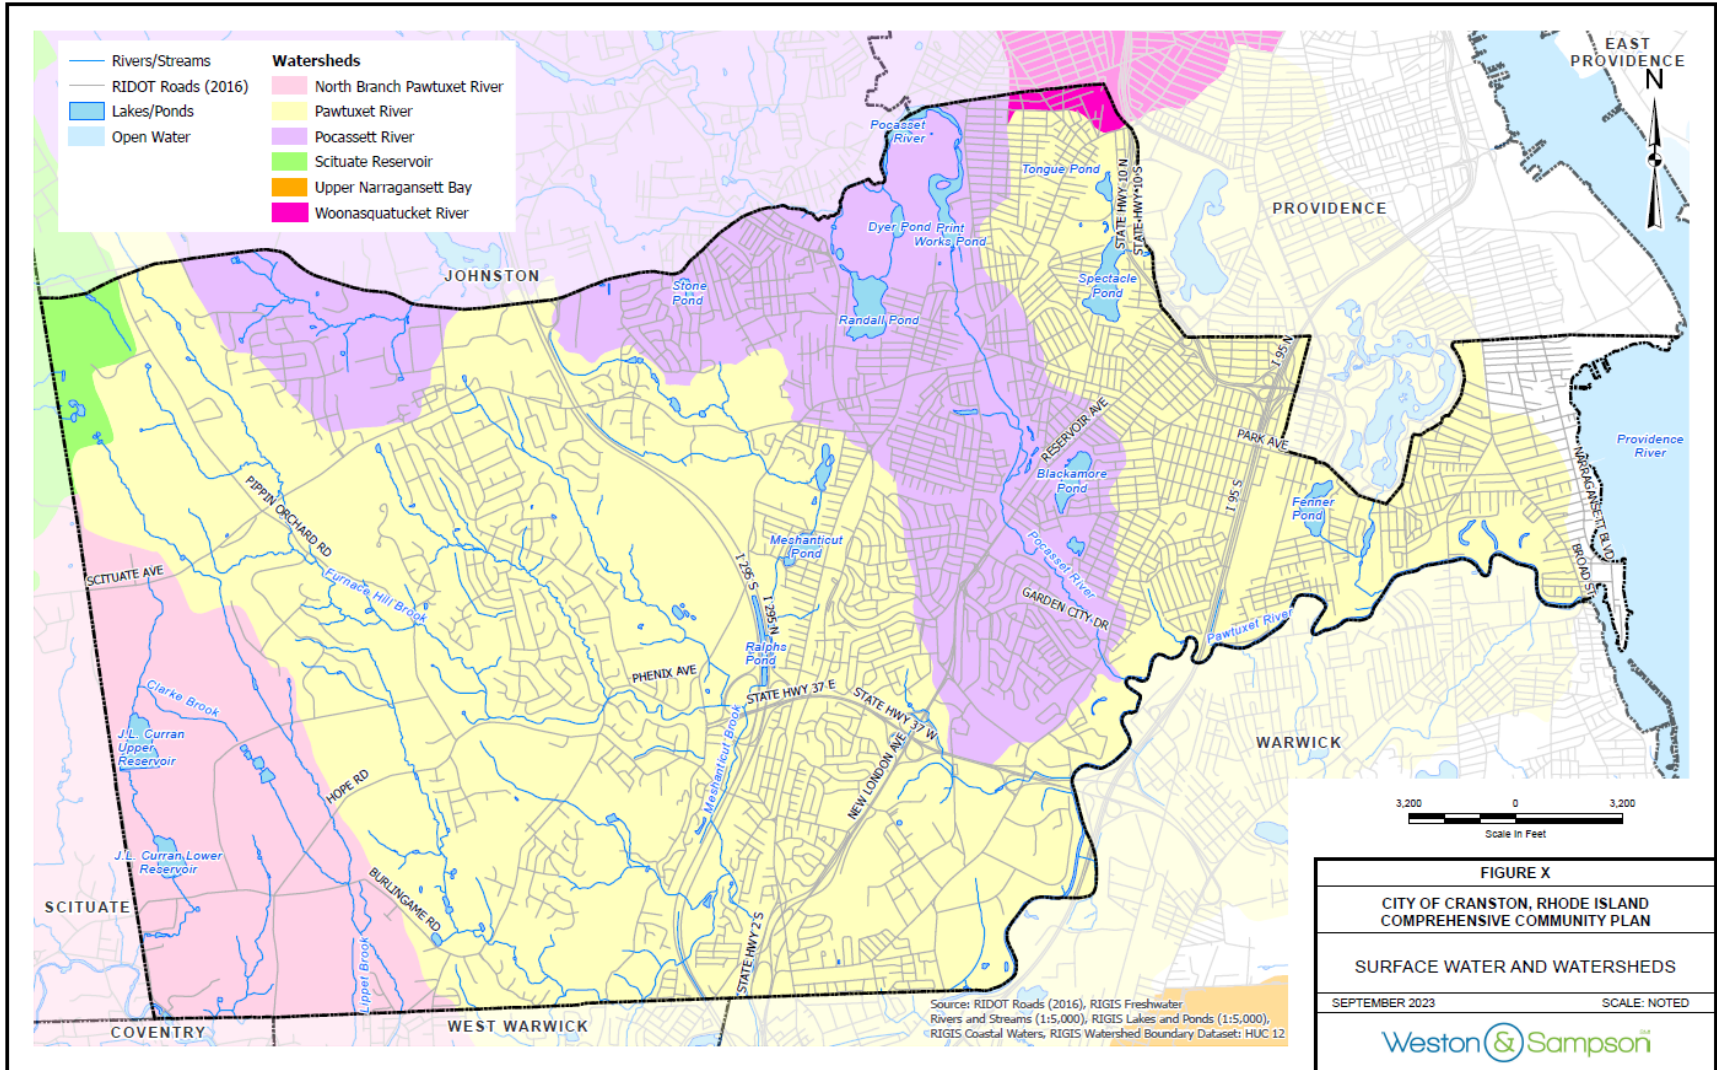 Rivers/Streams
RIDOT Roads (2016)
Lakes/Ponds
Open Water
Watersheds
North Branch Pawtuxet River
Pawtuxet River
Pocassett River
Scituate Reservoir
Upper Narragansett Bay
Woonasquatucket River
EAST
PROVIDENCE
N
Pocasset
River
Tongue Pond
STATE HWY 10 N
STATE HWY 10 S
PROVIDENCE
Dyer Pond
Print
Works Pond
JOHNSTON
Stone
Pond
Spectacle
Pond
Randall Pond
I 95 N
RESERVOIR AVE
PARK AVE
Providence
River
NARRAGANSETT BLVD
Blackamore
Pond
I 95 S
Fenner
Pond
PIPPIN ORCHARD RD
Meshanticut
Pond
Pocasset River
BROAD ST
SCITUATE AVE
Furnace Hill Brook
I 295 S
I 295 N
GARDEN CITY DR
Pawtuxet River
Ralphs
Pond
PHENIX AVE
STATE HWY 37 E
STATE HWY 37 W
Clarke Brook
J.L. Curran
Upper
Reservoir
Meshanticut Brook
NEW LONDON AVE
WARWICK
HOPE RD
J.L. Curran Lower
Reservoir
BURLINGAME RD
SCITUATE
Lippet Brook
STATE HWY 2 S
COVENTRY
WEST WARWICK
Source: RIDOT Roads (2016), RIGIS Freshwater
Rivers and Streams (1:5,000), RIGIS Lakes and Ponds (1:5,000),
RIGIS Coastal Waters, RIGIS Watershed Boundary Dataset: HUC 12
3,200 0 3,200
Scale In Feet
FIGURE X
CITY OF CRANSTON, RHODE ISLAND
COMPREHENSIVE COMMUNITY PLAN
SURFACE WATER AND WATERSHEDS
SEPTEMBER 2023 SCALE: NOTED
Weston & Sampson